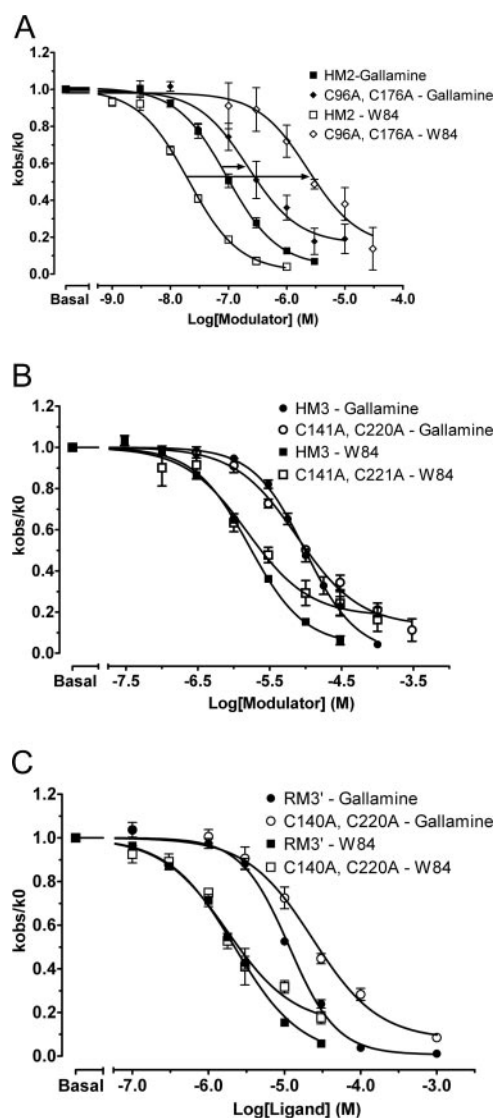 A
kobs/k0
1.2
1.0
0.8
0.6
0.4
0.2
0.0
HM2-Gallamine
C96A, C176A - Gallamine
HM2 - W84
C96A, C176A - W84
Basal -9.0 -8.0 -7.0 -6.0 -5.0 -4.0
Log[Modulator] (M)
B
kobs/k0
1.2
1.0
0.8
0.6
0.4
0.2
0.0
HM3 - Gallamine
C141A, C220A - Gallamine
HM3 - W84
C141A, C221A - W84
Basal -7.5 -6.5 -5.5 -4.5 -3.5
Log[Modulator] (M)
C
kobs/k0
1.2
1.0
0.8
0.6
0.4
0.2
0.0
RM3' - Gallamine
C140A, C220A - Gallamine
RM3' - W84
C140A, C220A - W84
Basal -7.0 -6.0 -5.0 -4.0 -3.0
Log[Ligand] (M)